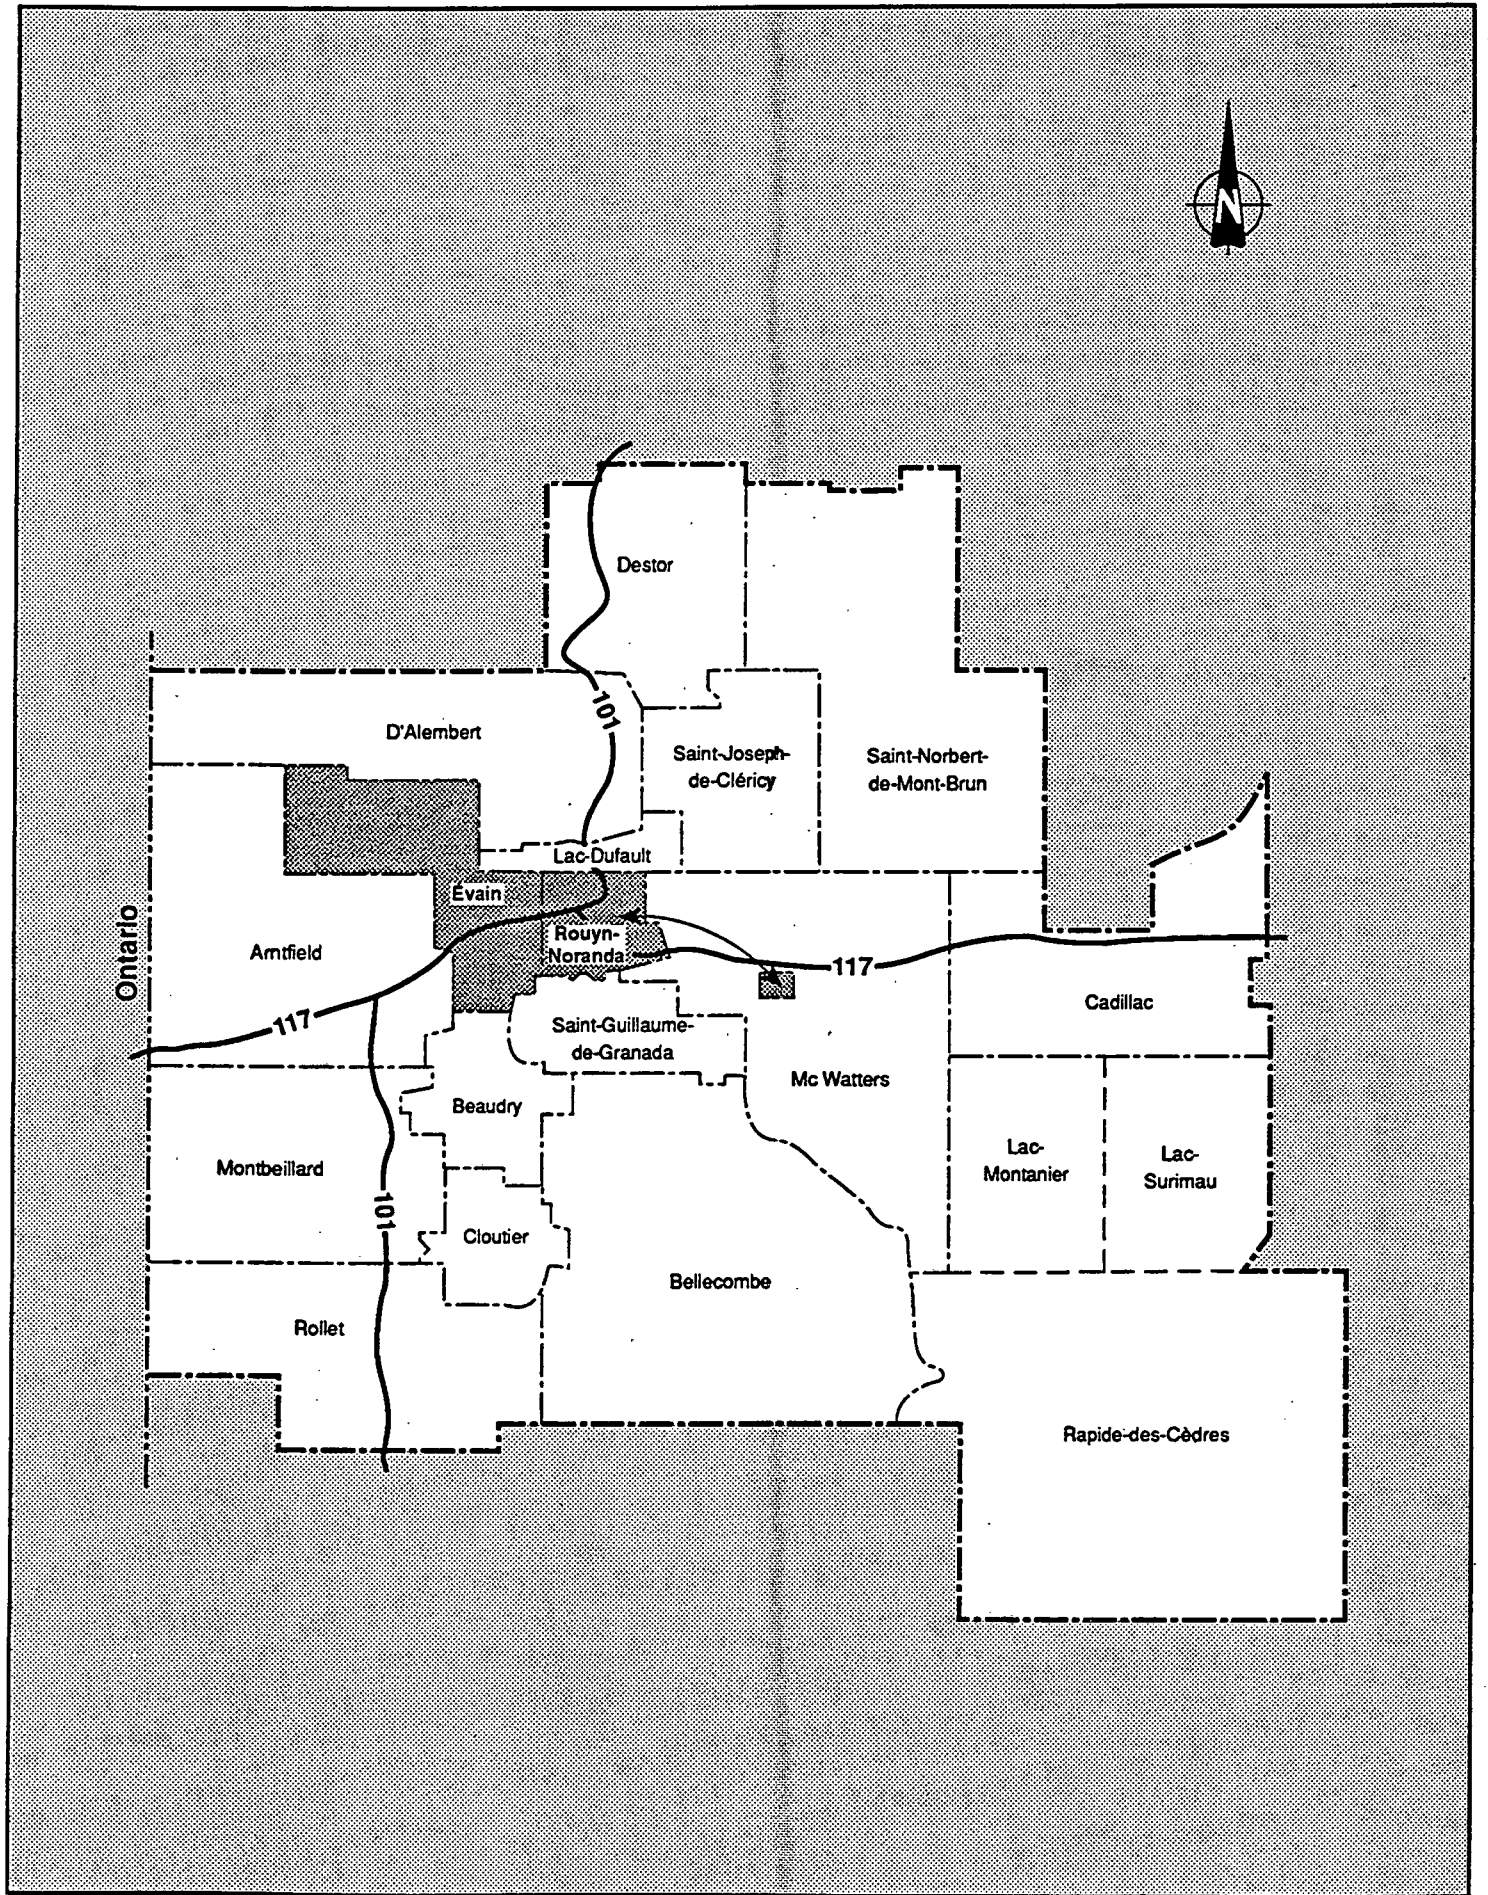 N
Destor
101
D'Alembert
Saint-Joseph-
de-Cléricy
Saint-Norbert-
de-Mont-Brun
Lac-Dufault
Évain
Ontario
Arntfield
Rouyn-
Noranda
117
Cadillac
117
Saint-Guillaume-
de-Granada
Mc Watters
Beaudry
Montbeillard
Lac-
Montanier
Lac-
Surimau
101
Cloutier
Bellecombe
Rollet
Rapide-des-Cèdres